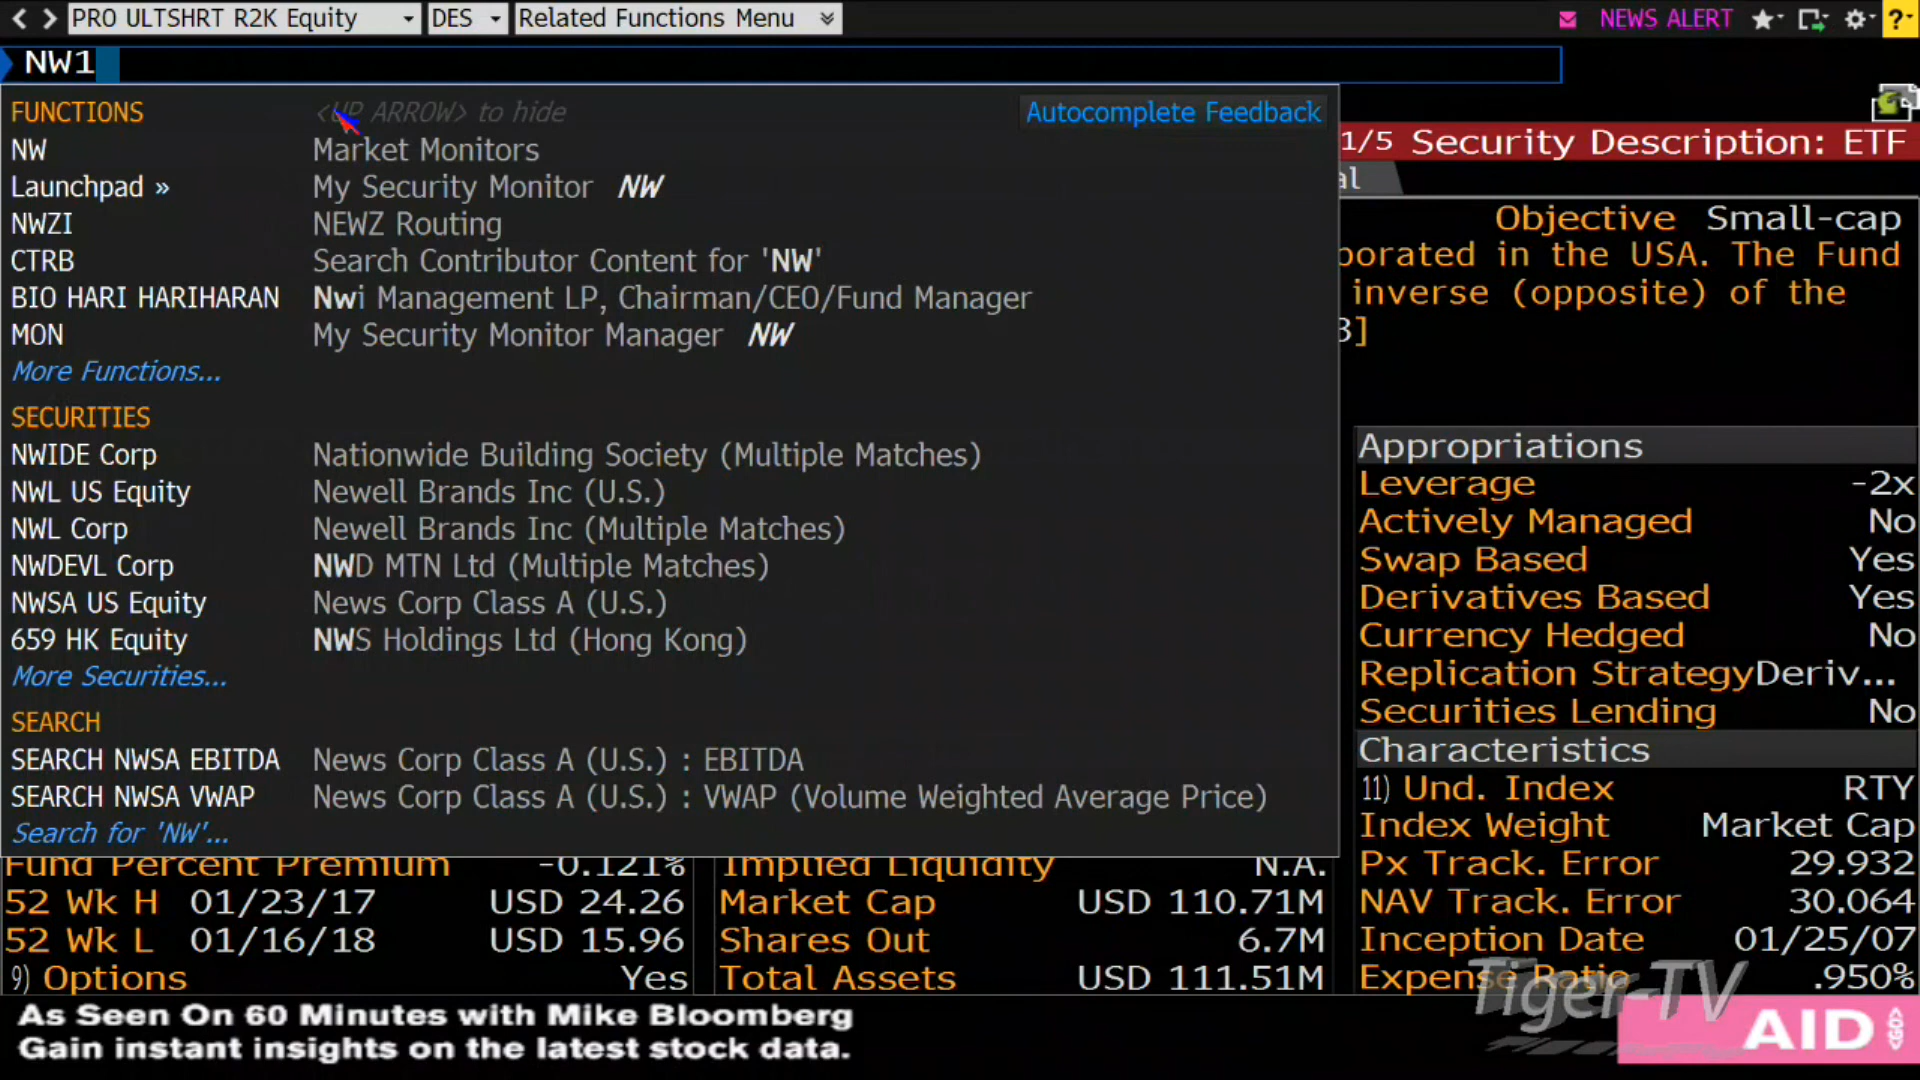 PRO ULTSHRT R2K Equity DES Related Functions Menu NEWS ALERT ?
NW1
FUNCTIONS <UP ARROW> to hide Autocomplete Feedback
NW Market Monitors
Launchpad » My Security Monitor NW
NWZI NEWZ Routing
CTRB Search Contributor Content for 'NW'
BIO HARI HARIHARAN Nwi Management LP, Chairman/CEO/Fund Manager
MON My Security Monitor Manager NW
More Functions...
SECURITIES
NWIDE Corp Nationwide Building Society (Multiple Matches)
NWL US Equity Newell Brands Inc (U.S.)
NWL Corp Newell Brands Inc (Multiple Matches)
NWDEVL Corp NWD MTN Ltd (Multiple Matches)
NWSA US Equity News Corp Class A (U.S.)
659 HK Equity NWS Holdings Ltd (Hong Kong)
More Securities...
SEARCH
SEARCH NWSA EBITDA News Corp Class A (U.S.) : EBITDA
SEARCH NWSA VWAP News Corp Class A (U.S.) : VWAP (Volume Weighted Average Price)
Search for 'NW'...
1/5 Security Description: ETF
al
Objective Small-cap
porated in the USA. The Fund
inverse (opposite) of the
3]
Appropriations
Leverage -2x
Actively Managed No
Swap Based Yes
Derivatives Based Yes
Currency Hedged No
Replication Strategy Deriv...
Securities Lending No
Characteristics
11) Und. Index RTY
Index Weight Market Cap
Px Track. Error 29.932
NAV Track. Error 30.064
Inception Date 01/25/07
Expense Ratio .950%
Fund Percent Premium -0.121%
52 Wk H 01/23/17 USD 24.26
52 Wk L 01/16/18 USD 15.96
9) Options Yes
Implied Liquidity N.A.
Market Cap USD 110.71M
Shares Out 6.7M
Total Assets USD 111.51M
Tiger-TV
As Seen On 60 Minutes with Mike Bloomberg
Gain instant insights on the latest stock data.
AID